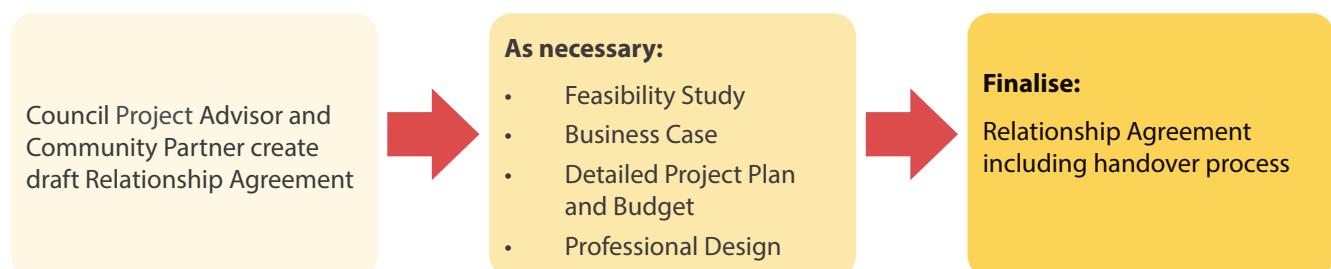 Council Project Advisor and
Community Partner create
draft Relationship Agreement
As necessary:
• Feasibility Study
• Business Case
• Detailed Project Plan
and Budget
• Professional Design
Finalise:
Relationship Agreement
including handover process